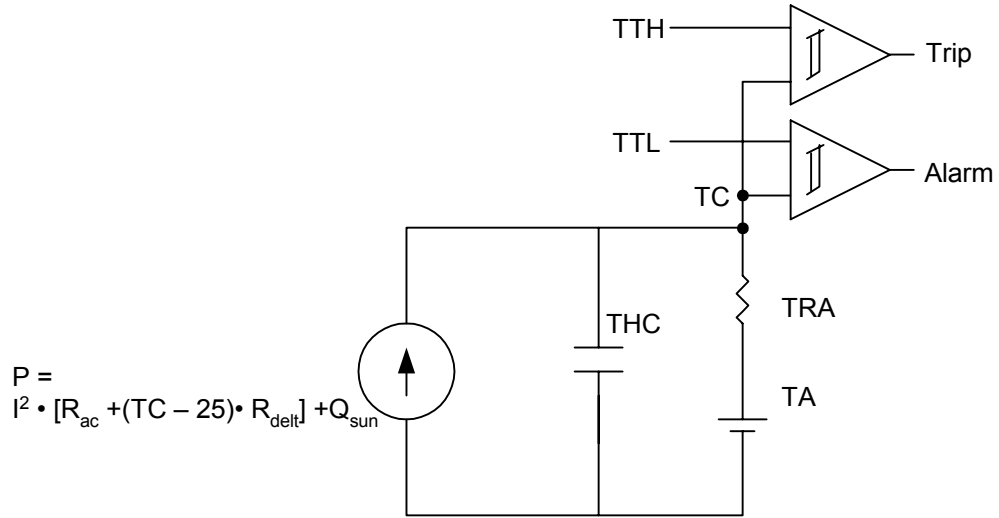 TTH
Trip
TTL
Alarm
TC
THC
TRA
TA
P =
I² • [Rac +(TC – 25)• Rdelt] +Qsun